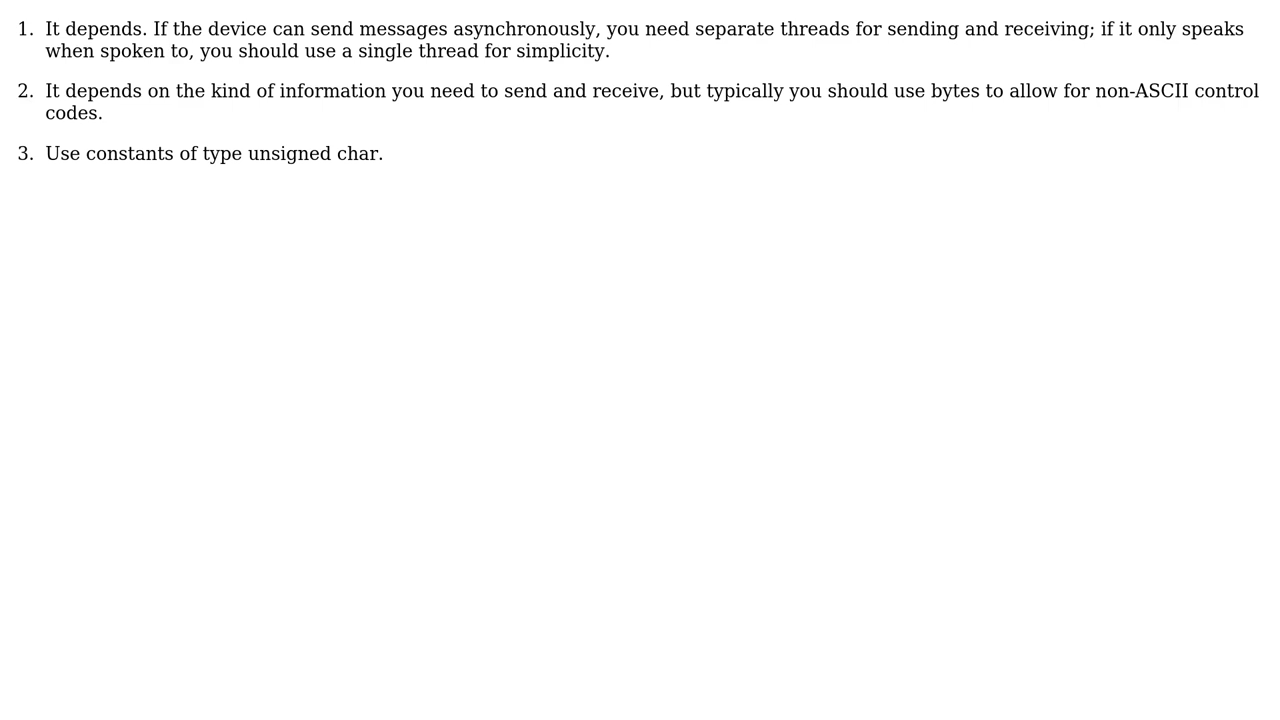 1. It depends. If the device can send messages asynchronously, you need separate threads for sending and receiving; if it only speaks
when spoken to, you should use a single thread for simplicity.
2. It depends on the kind of information you need to send and receive, but typically you should use bytes to allow for non-ASCII control
codes.
3. Use constants of type unsigned char.